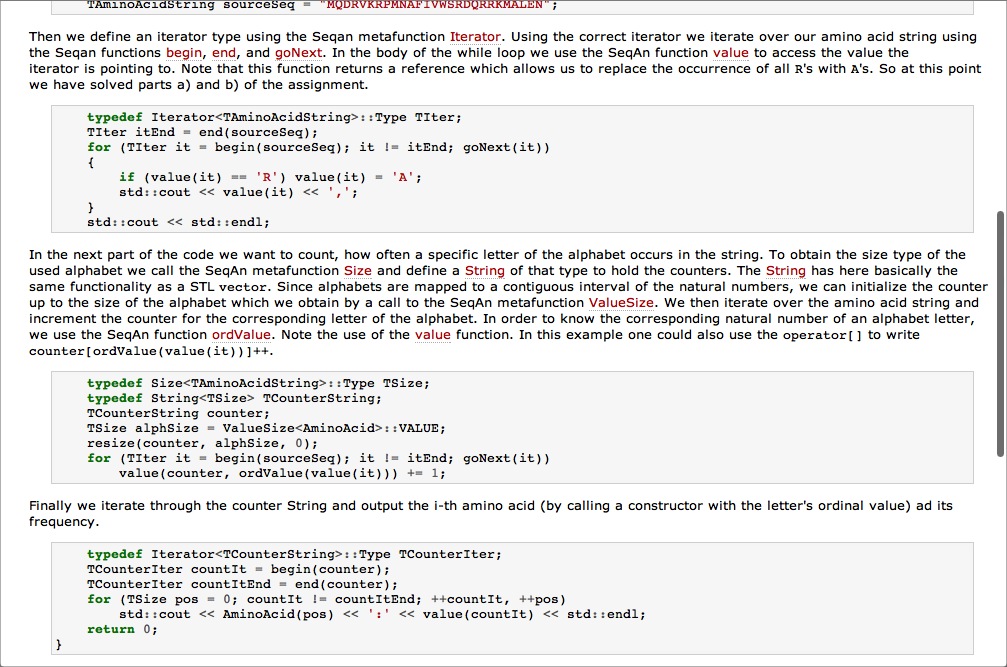 TAminoAcidString sourceSeq = "MQDRVKRPMNAFIVWSRDQRRKMALEN";
Then we define an iterator type using the Seqan metafunction Iterator. Using the correct iterator we iterate over our amino acid string using
the Seqan functions begin, end, and goNext. In the body of the while loop we use the SeqAn function value to access the value the
iterator is pointing to. Note that this function returns a reference which allows us to replace the occurrence of all R's with A's. So at this point
we have solved parts a) and b) of the assignment.
typedef Iterator<TAminoAcidString>::Type TIter;
TIter itEnd = end(sourceSeq);
for (TIter it = begin(sourceSeq); it != itEnd; goNext(it))
{
if (value(it) == 'R') value(it) = 'A';
std::cout << value(it) << ',';
}
std::cout << std::endl;
In the next part of the code we want to count, how often a specific letter of the alphabet occurs in the string. To obtain the size type of the
used alphabet we call the SeqAn metafunction Size and define a String of that type to hold the counters. The String has here basically the
same functionality as a STL vector. Since alphabets are mapped to a contiguous interval of the natural numbers, we can initialize the counter
up to the size of the alphabet which we obtain by a call to the SeqAn metafunction ValueSize. We then iterate over the amino acid string and
increment the counter for the corresponding letter of the alphabet. In order to know the corresponding natural number of an alphabet letter,
we use the SeqAn function ordValue. Note the use of the value function. In this example one could also use the operator[] to write
counter[ordValue(value(it))]++.
typedef Size<TAminoAcidString>::Type TSize;
typedef String<TSize> TCounterString;
TCounterString counter;
TSize alphSize = ValueSize<AminoAcid>::VALUE;
resize(counter, alphSize, 0);
for (TIter it = begin(sourceSeq); it != itEnd; goNext(it))
value(counter, ordValue(value(it))) += 1;
Finally we iterate through the counter String and output the i-th amino acid (by calling a constructor with the letter's ordinal value) ad its
frequency.
typedef Iterator<TCounterString>::Type TCounterIter;
TCounterIter countIt = begin(counter);
TCounterIter countItEnd = end(counter);
for (TSize pos = 0; countIt != countItEnd; ++countIt, ++pos)
std::cout << AminoAcid(pos) << ':' << value(countIt) << std::endl;
return 0;
}